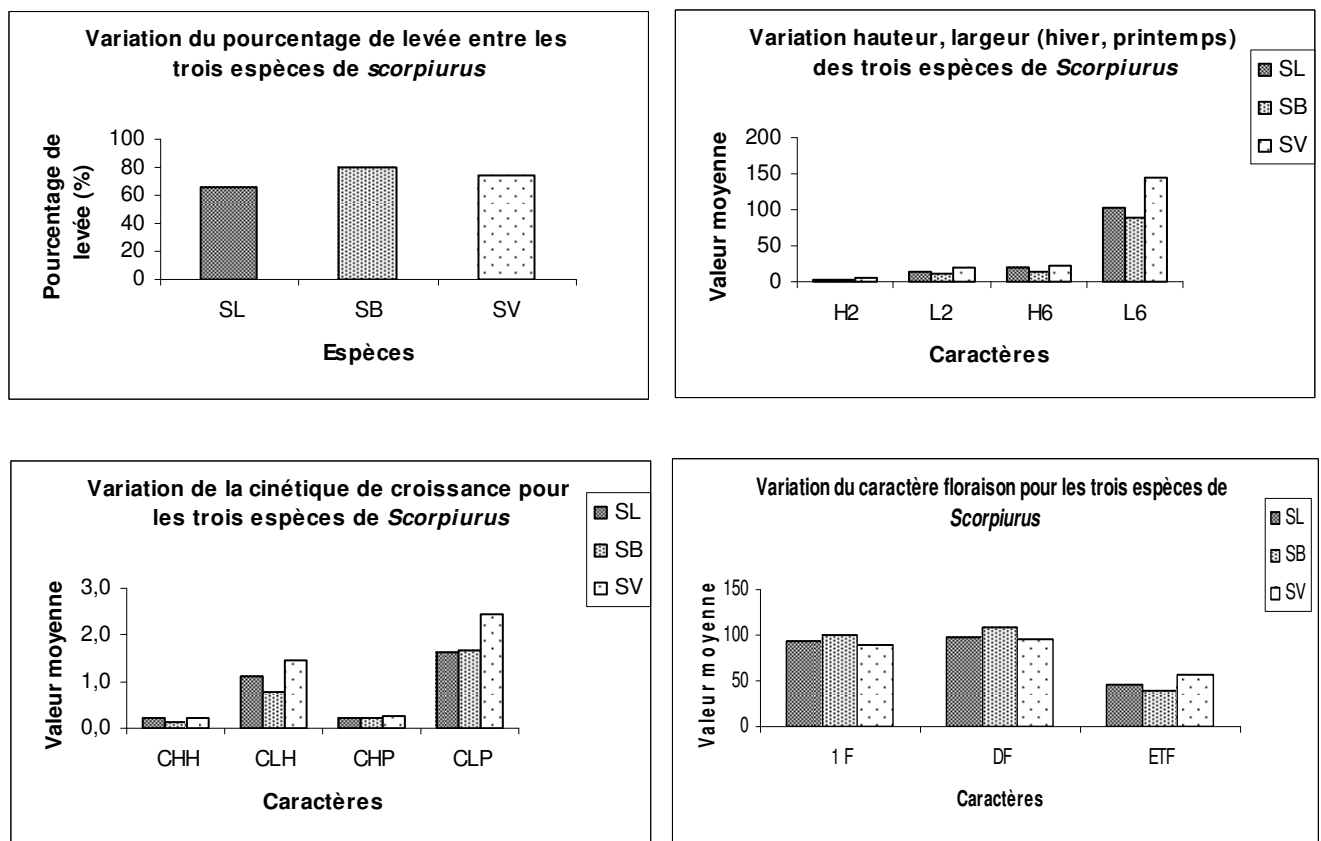 Variation du pourcentage de levée entre les
trois espèces de scorpiurus
Pourcentage de
levée (%)
100
80
60
40
20
0
SL
SB
SV
Espèces
Variation hauteur, largeur (hiver, printemps)
des trois espèces de Scorpiurus
SL
SB
SV
Valeur moyenne
200
150
100
50
0
H2
L2
H6
L6
Caractères
Variation de la cinétique de croissance pour
les trois espèces de Scorpiurus
SL
SB
SV
Valeur moyenne
3,0
2,0
1,0
0,0
CHH
CLH
CHP
CLP
Caractères
Variation du caractère floraison pour les trois espèces de
Scorpiurus
SL
SB
SV
Valeur moyenne
150
100
50
0
1 F
DF
ETF
Caractères